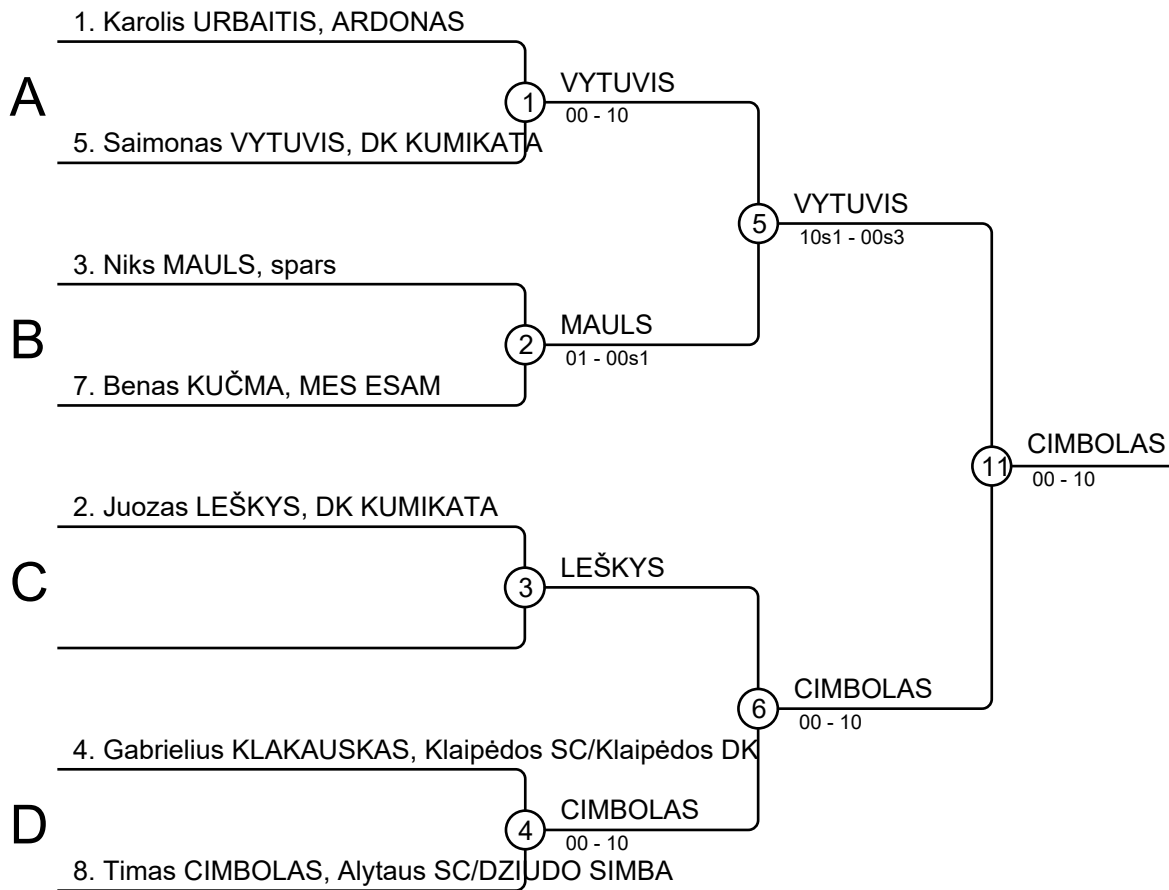 1. Karolis URBAITIS, ARDONAS
A
1
VYTUVIS
00 - 10
5. Saimonas VYTUVIS, DK KUMIKATA
5
VYTUVIS
10s1 - 00s3
3. Niks MAULS, spars
B
2
MAULS
01 - 00s1
7. Benas KUČMA, MES ESAM
11
CIMBOLAS
00 - 10
2. Juozas LEŠKYS, DK KUMIKATA
C
3
LEŠKYS
6
CIMBOLAS
00 - 10
4. Gabrielius KLAKAUSKAS, Klaipėdos SC/Klaipėdos DK
D
4
CIMBOLAS
00 - 10
8. Timas CIMBOLAS, Alytaus SC/DZIUDO SIMBA